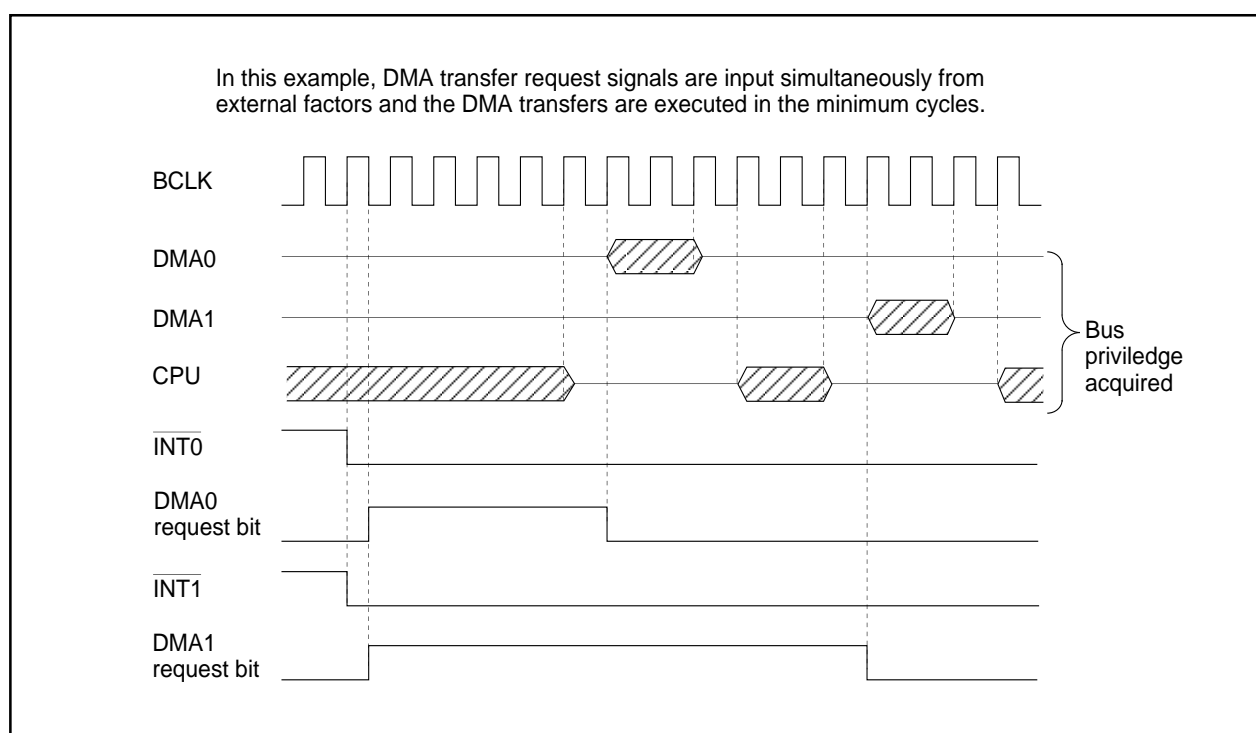 In this example, DMA transfer request signals are input simultaneously from
external factors and the DMA transfers are executed in the minimum cycles.
BCLK
DMA0
DMA1
CPU
Bus
priviledge
acquired
INT0
DMA0
request bit
INT1
DMA1
request bit